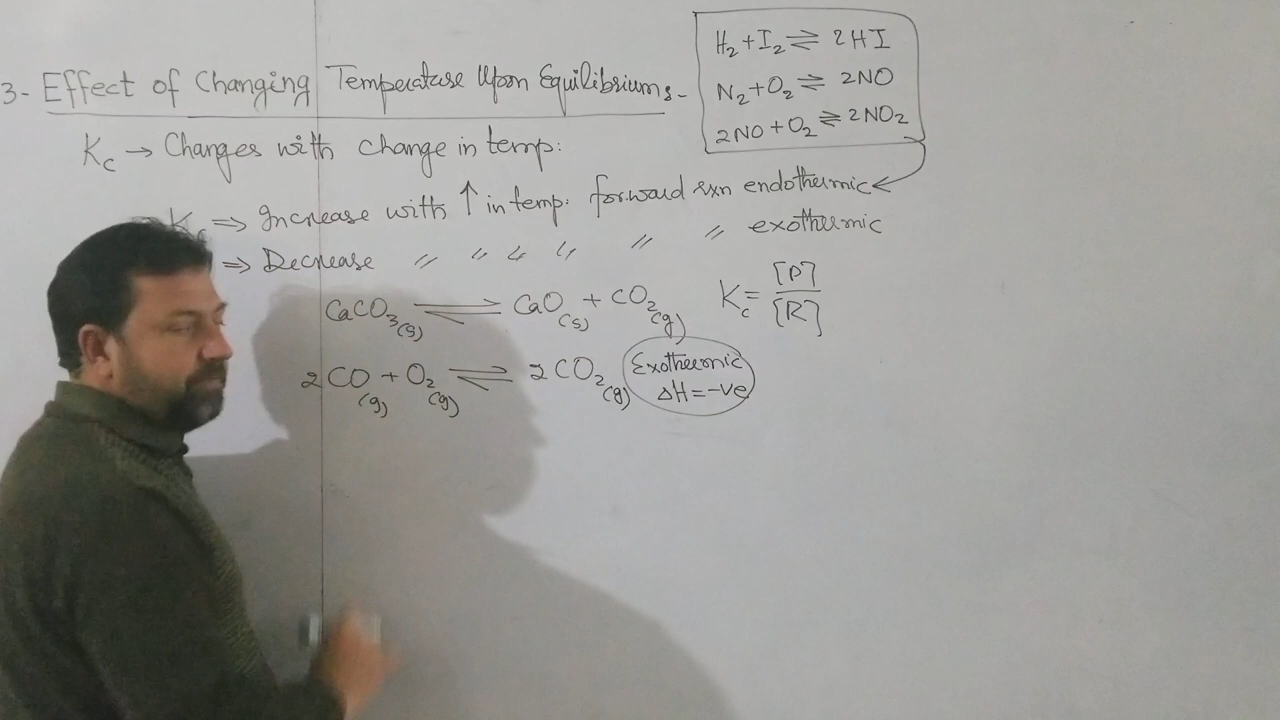 3- Effect of Changing Temperature Upon Equilibrium:-
Kc → Changes with change in temp:
Kc ⇒ Increase with ↑ in temp: forward rxn endothermic
⇒ Decrease " " " " " " exothermic
CaCO3(s) ⇌ CaO(s) + CO2(g)
Kc = [P]/[R]
2CO(g) + O2(g) ⇌ 2CO2(g)
Exothermic
ΔH = -ve
H2 + I2 ⇌ 2HI
N2 + O2 ⇌ 2NO
2NO + O2 ⇌ 2NO2